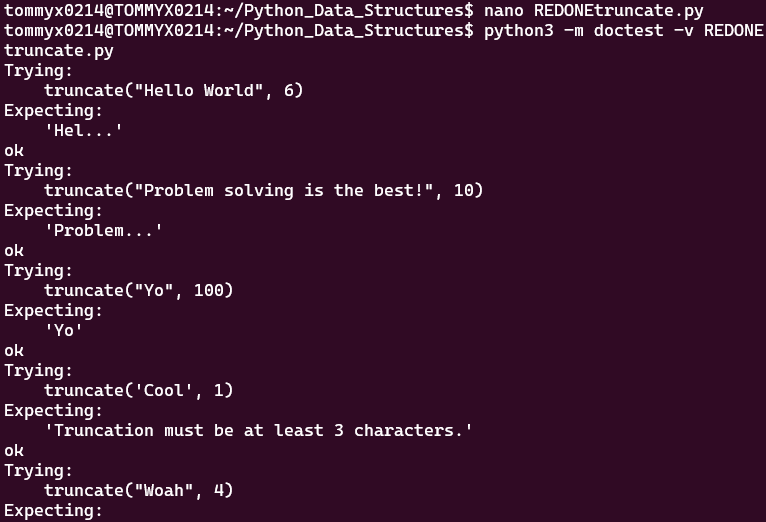 tommyx0214@TOMMYX0214:~/Python_Data_Structures$ nano REDONEtruncate.py
tommyx0214@TOMMYX0214:~/Python_Data_Structures$ python3 -m doctest -v REDONE
truncate.py
Trying:
    truncate("Hello World", 6)
Expecting:
    'Hel...'
ok
Trying:
    truncate("Problem solving is the best!", 10)
Expecting:
    'Problem...'
ok
Trying:
    truncate("Yo", 100)
Expecting:
    'Yo'
ok
Trying:
    truncate('Cool', 1)
Expecting:
    'Truncation must be at least 3 characters.'
ok
Trying:
    truncate("Woah", 4)
Expecting: